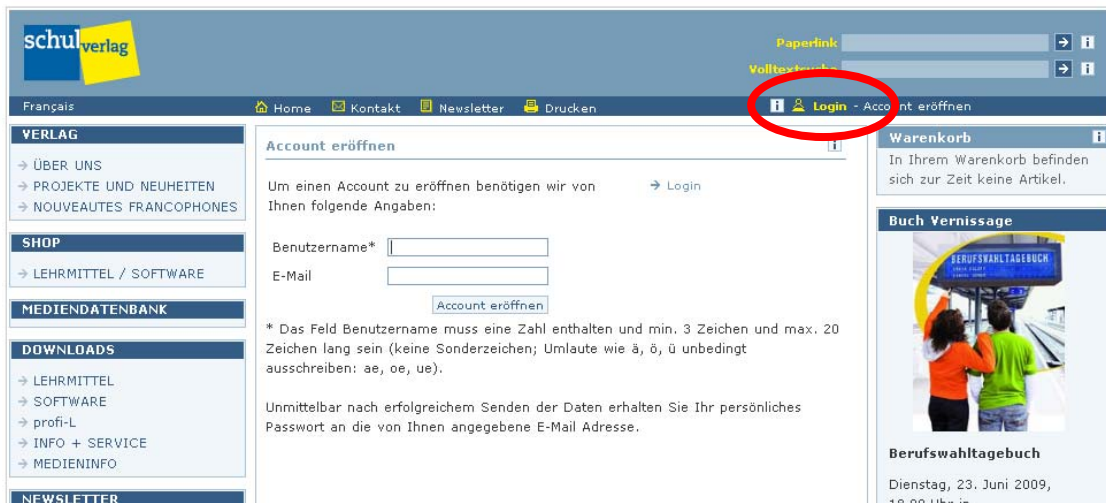 schul verlag
Paperlink
Volltextsuche
Français
Home Kontakt Newsletter Drucken
Login - Account eröffnen
VERLAG
→ ÜBER UNS
→ PROJEKTE UND NEUHEITEN
→ NOUVEAUTES FRANCOPHONES
SHOP
→ LEHRMITTEL / SOFTWARE
MEDIENDATENBANK
DOWNLOADS
→ LEHRMITTEL
→ SOFTWARE
→ profi-L
→ INFO + SERVICE
→ MEDIENINFO
NEWSLETTER
Account eröffnen
Um einen Account zu eröffnen benötigen wir von
Ihnen folgende Angaben:
→ Login
Benutzername*
E-Mail
Account eröffnen
* Das Feld Benutzername muss eine Zahl enthalten und min. 3 Zeichen und max. 20
Zeichen lang sein (keine Sonderzeichen; Umlaute wie ä, ö, ü unbedingt
ausschreiben: ae, oe, ue).
Unmittelbar nach erfolgreichem Senden der Daten erhalten Sie Ihr persönliches
Passwort an die von Ihnen angegebene E-Mail Adresse.
Warenkorb
In Ihrem Warenkorb befinden
sich zur Zeit keine Artikel.
Buch Vernissage
BERUFSWAHLTAGEBUCH
Berufswahltagebuch
Dienstag, 23. Juni 2009,